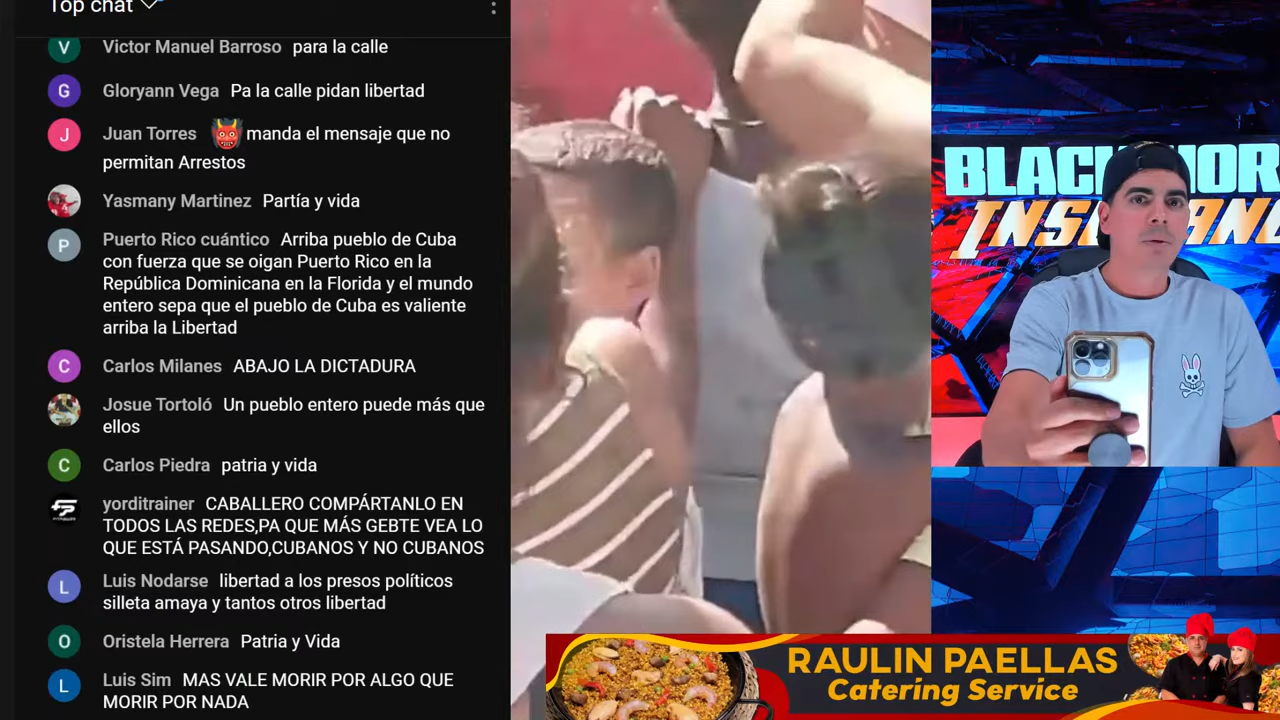 Top chat
Victor Manuel Barroso para la calle
Gloryann Vega Pa la calle pidan libertad
Juan Torres manda el mensaje que no
permitan Arrestos
Yasmany Martinez Partía y vida
Puerto Rico cuántico Arriba pueblo de Cuba
con fuerza que se oigan Puerto Rico en la
República Dominicana en la Florida y el mundo
entero sepa que el pueblo de Cuba es valiente
arriba la Libertad
Carlos Milanes ABAJO LA DICTADURA
Josue Tortoló Un pueblo entero puede más que
ellos
Carlos Piedra patria y vida
yorditrainer CABALLERO COMPÁRTANLO EN
TODOS LAS REDES,PA QUE MÁS GEBTE VEA LO
QUE ESTÁ PASANDO,CUBANOS Y NO CUBANOS
Luis Nodarse libertad a los presos políticos
silleta amaya y tantos otros libertad
Oristela Herrera Patria y Vida
Luis Sim MAS VALE MORIR POR ALGO QUE
MORIR POR NADA
V
G
J
P
C
C
L
O
L
RAULIN PAELLAS
Catering Service